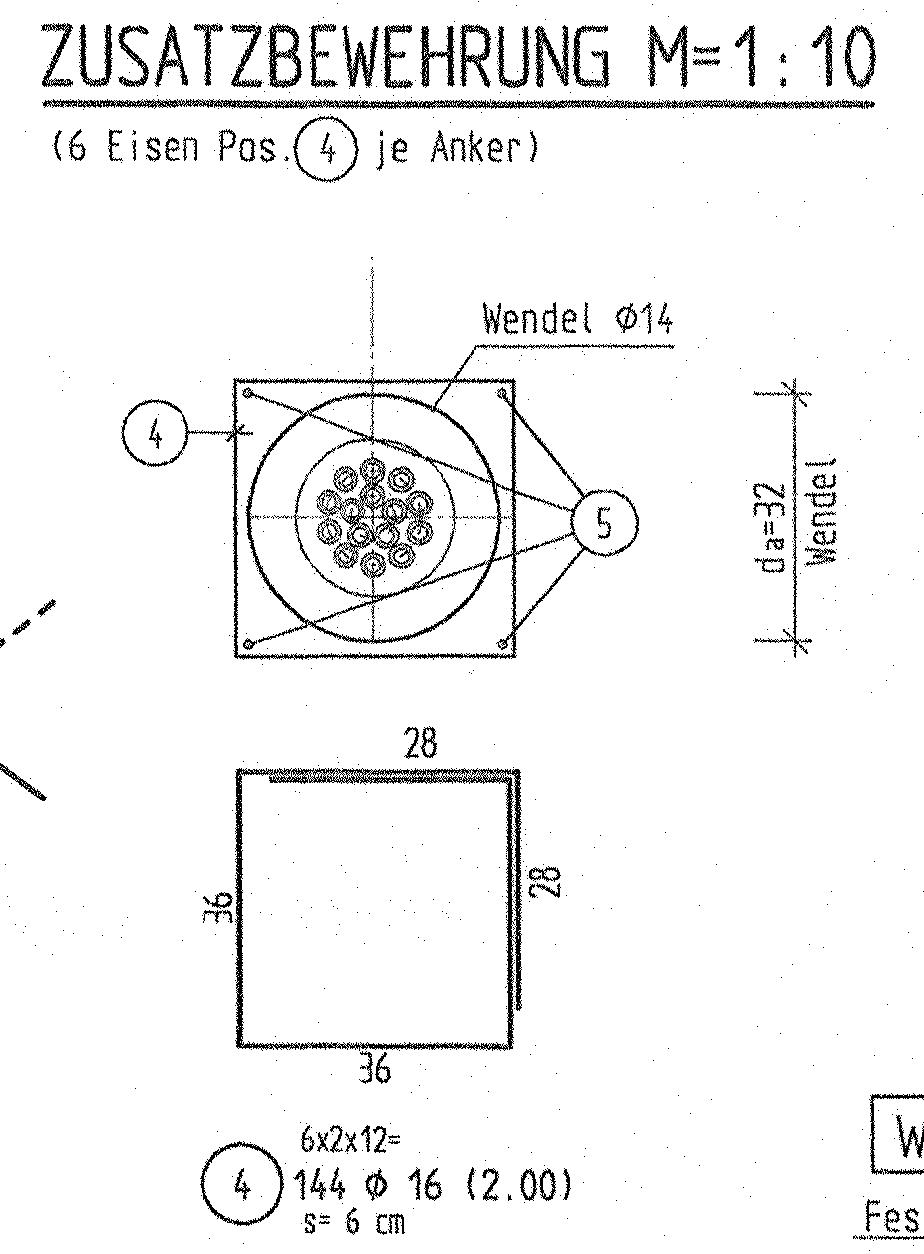 ZUSATZBEWEHRUNG M=1:10
(6 Eisen Pos. 4 je Anker)
Wendel Ø14
4
5
da=32
Wendel
28
36
28
36
6x2x12=
4 144 Ø 16 (2.00)
s= 6 cm
W
Fes